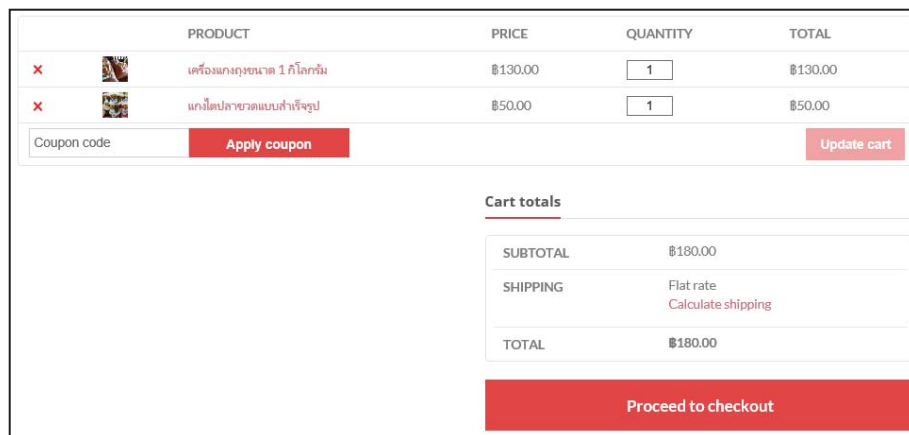 PRODUCT PRICE QUANTITY TOTAL
× เครื่องแกงถุงขนาด 1 กิโลกรัม ฿130.00 1 ฿130.00
× แกงไตปลาขวดแบบสำเร็จรูป ฿50.00 1 ฿50.00
Coupon code Apply coupon Update cart
Cart totals
SUBTOTAL ฿180.00
SHIPPING Flat rate
Calculate shipping
TOTAL ฿180.00
Proceed to checkout